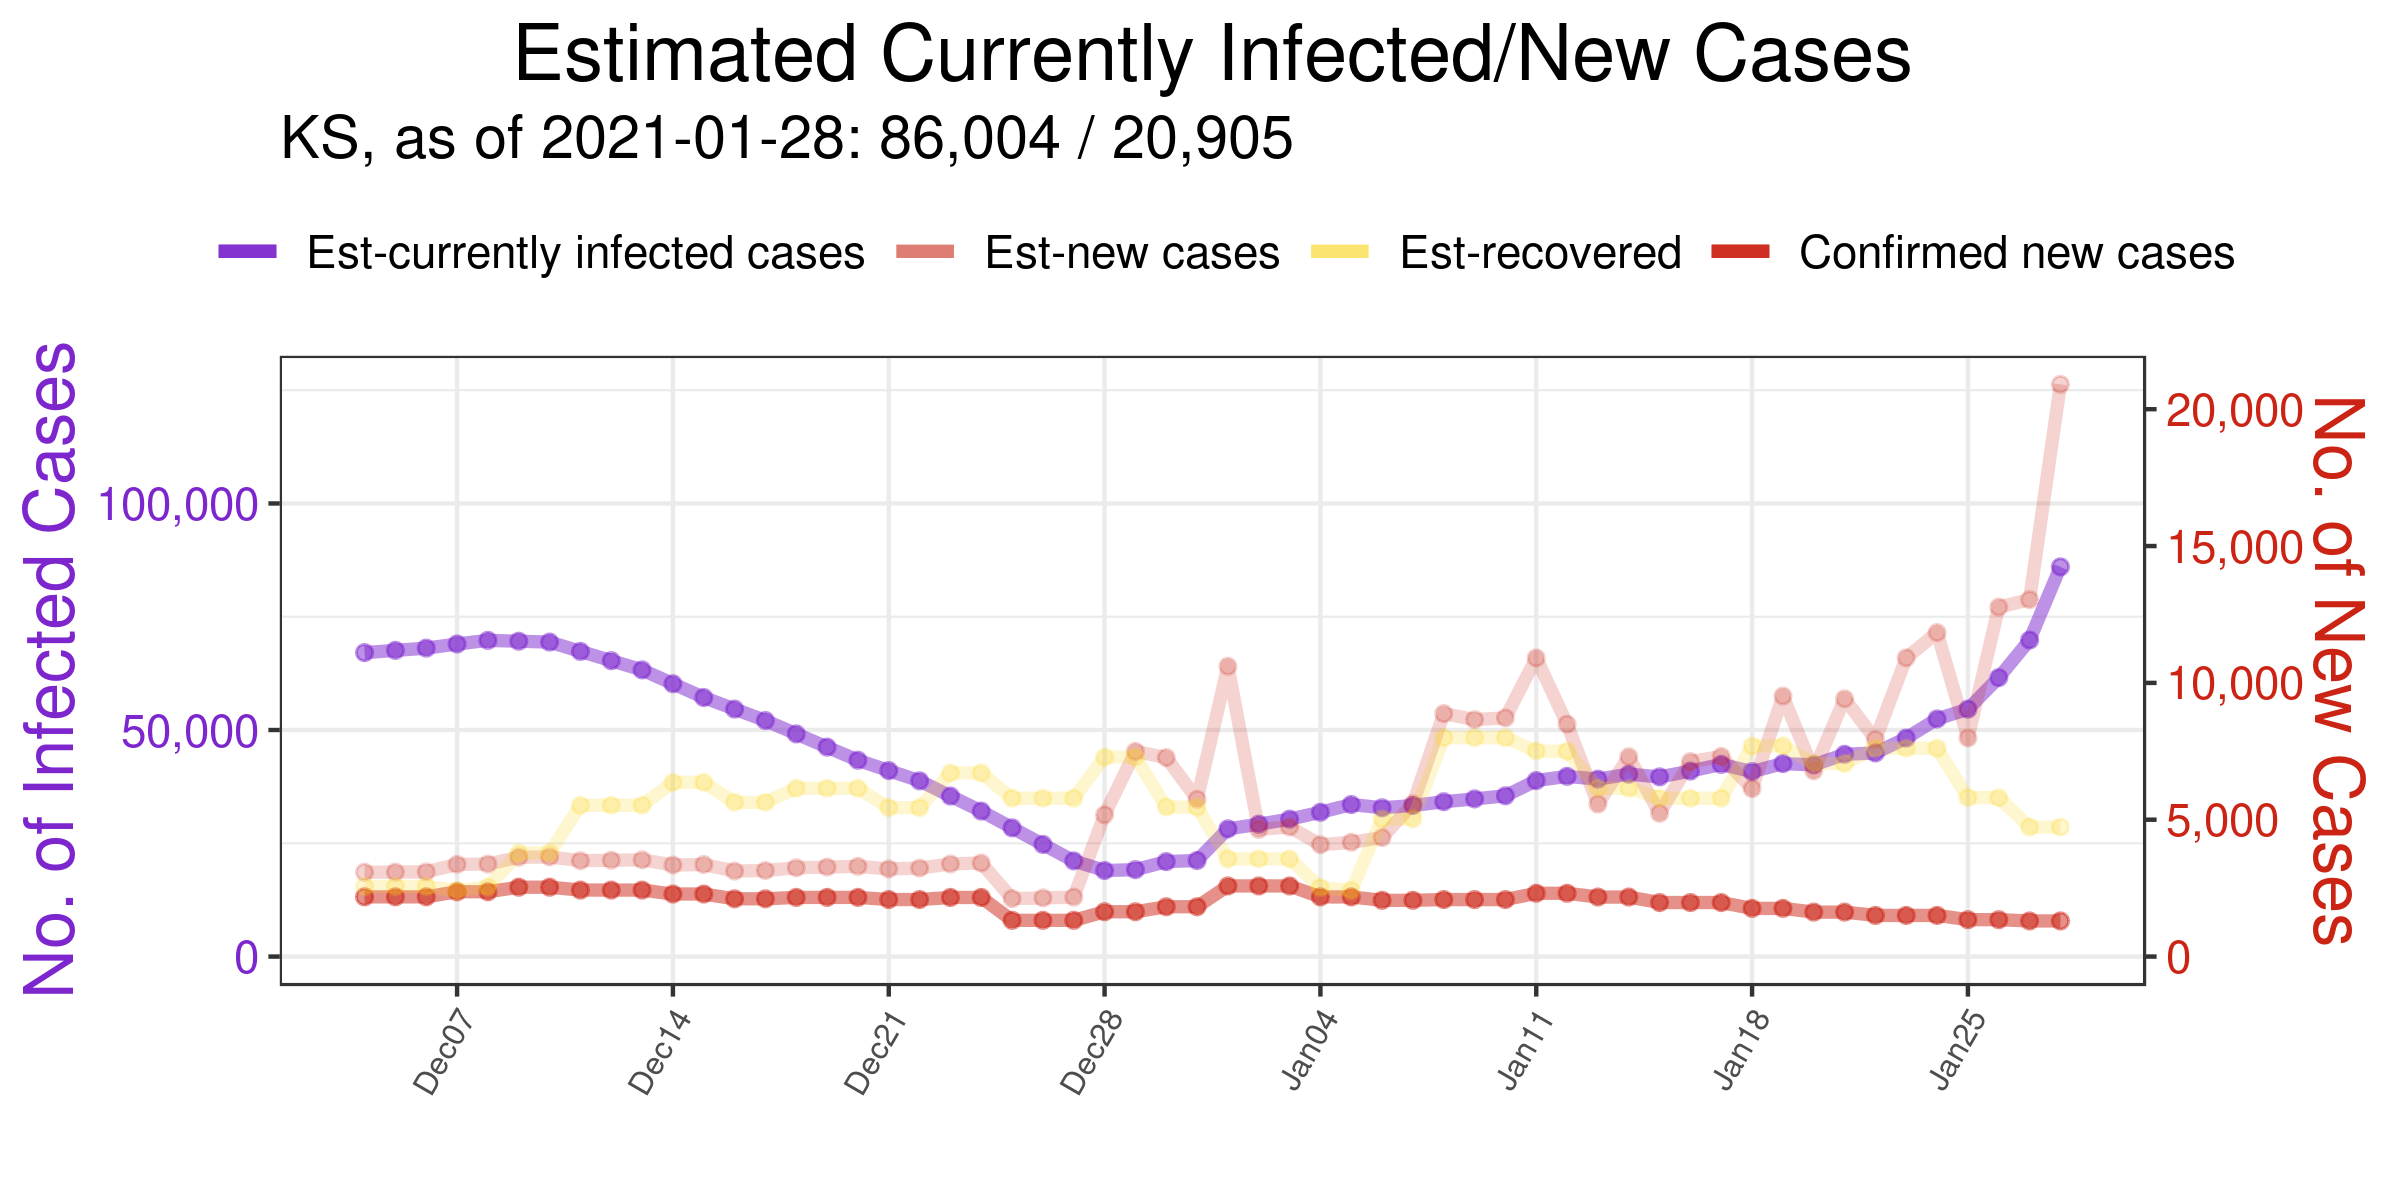 Estimated Currently Infected/New Cases
KS, as of 2021-01-28: 86,004 / 20,905
Est-currently infected cases
Est-new cases
Est-recovered
Confirmed new cases
No. of Infected Cases
100,000
50,000
0
20,000
15,000
10,000
5,000
0
No. of New Cases
Dec07
Dec14
Dec21
Dec28
Jan04
Jan11
Jan18
Jan25